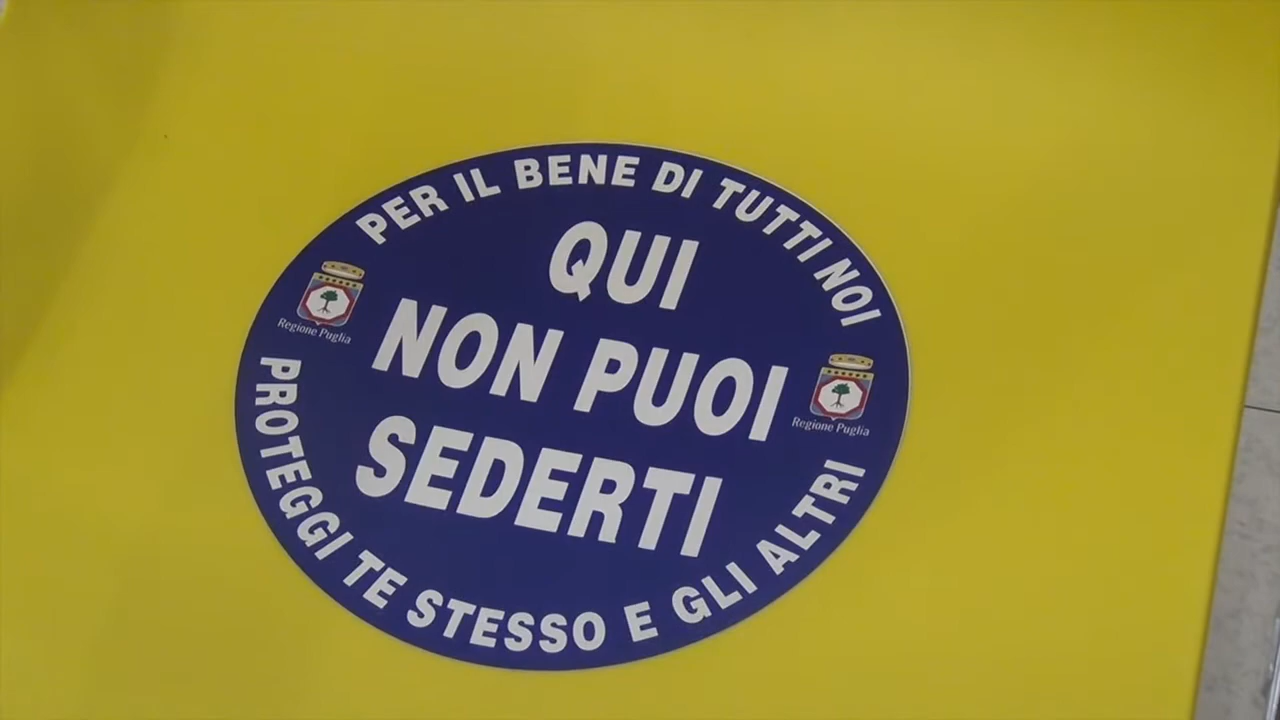 PER IL BENE DI TUTTI NOI
QUI
NON PUOI
SEDERTI
Regione Puglia
Regione Puglia
PROTEGGI TE STESSO E GLI ALTRI